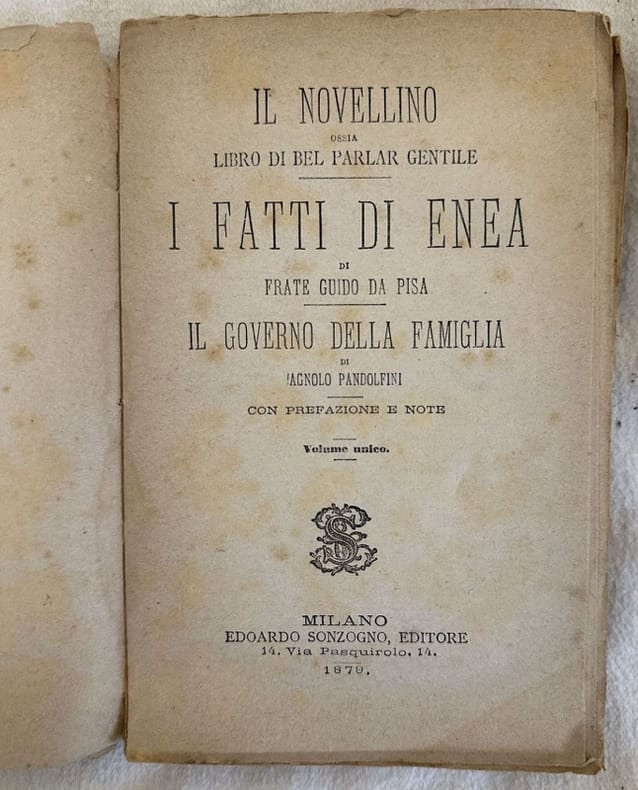 IL NOVELLINO
OSSIA
LIBRO DI BEL PARLAR GENTILE
I FATTI DI ENEA
DI
FRATE GUIDO DA PISA
IL GOVERNO DELLA FAMIGLIA
DI
'AGNOLO PANDOLFINI
CON PREFAZIONE E NOTE
Volume unico.
S
MILANO
EDOARDO SONZOGNO, EDITORE
14, Via Pasquirolo, 14.
1879.